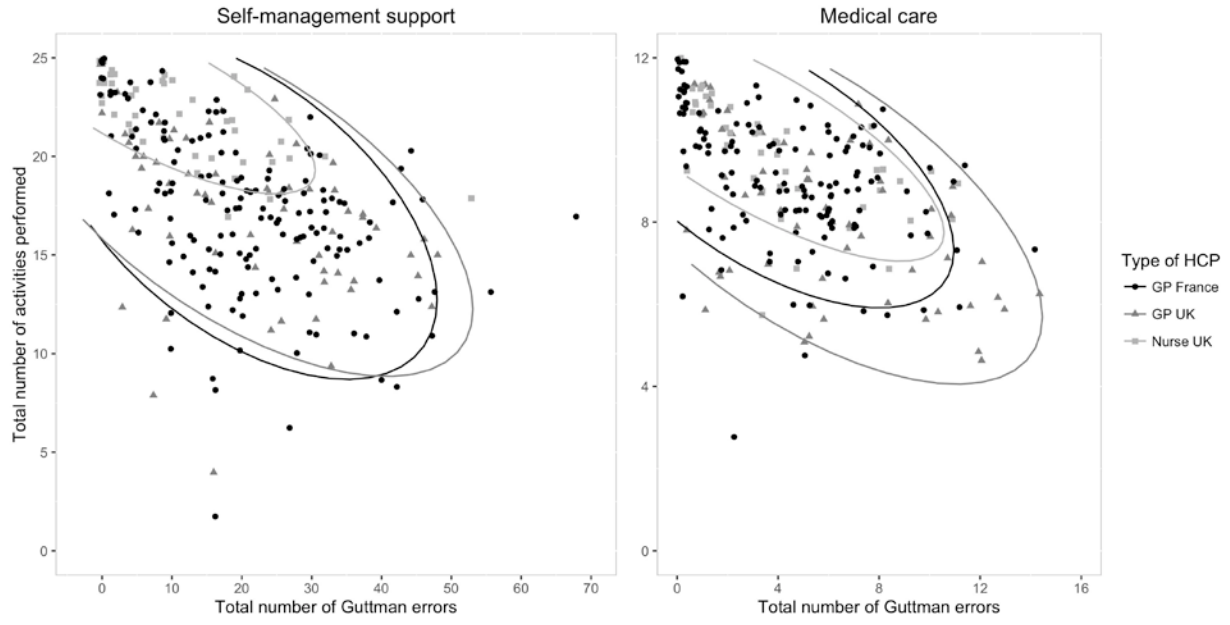 Self-management support
Medical care
Total number of activities performed
25
20
15
10
5
0
0 10 20 30 40 50 60 70
Total number of Guttman errors
12
8
4
0
0 4 8 12 16
Total number of Guttman errors
Type of HCP
GP France
GP UK
Nurse UK